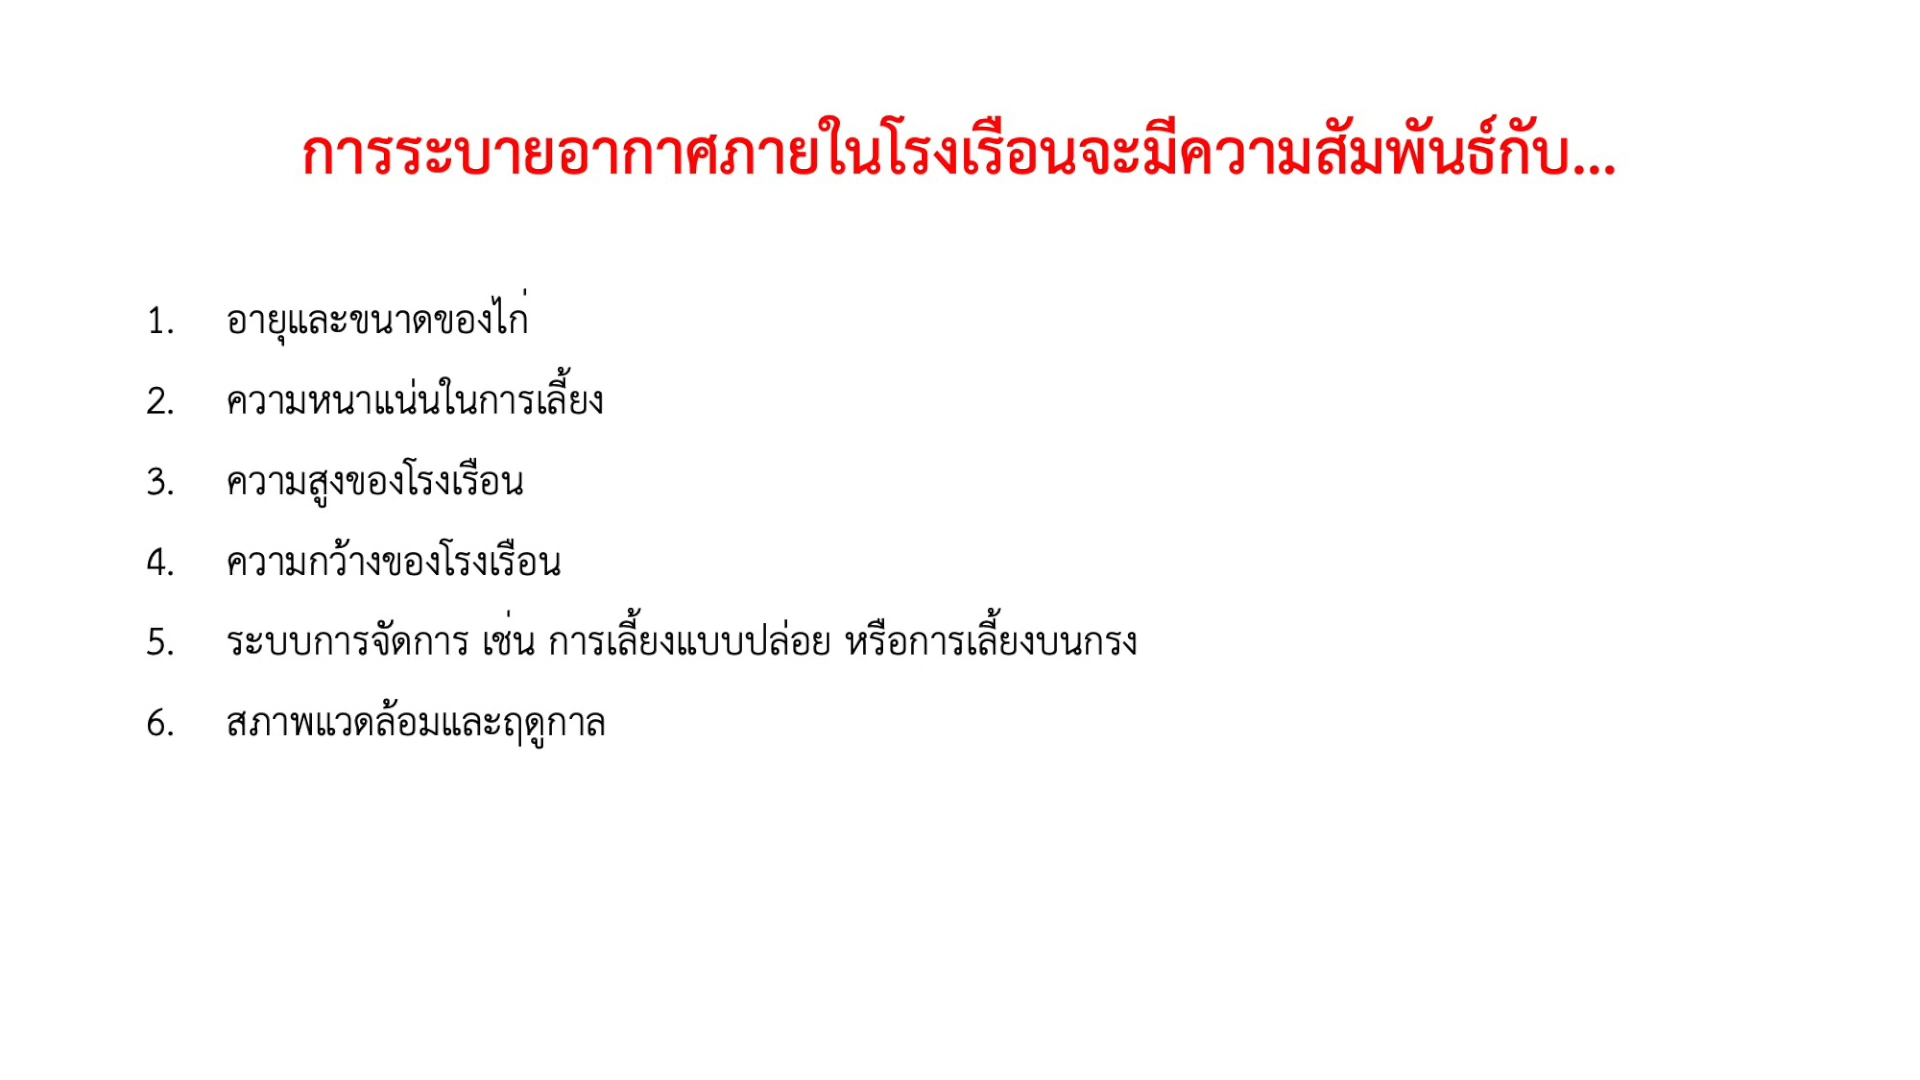 การระบายอากาศภายในโรงเรือนจะมีความสัมพันธ์กับ...
1. อายุและขนาดของไก่
2. ความหนาแน่นในการเลี้ยง
3. ความสูงของโรงเรือน
4. ความกว้างของโรงเรือน
5. ระบบการจัดการ เช่น การเลี้ยงแบบปล่อย หรือการเลี้ยงบนกรง
6. สภาพแวดล้อมและฤดูกาล